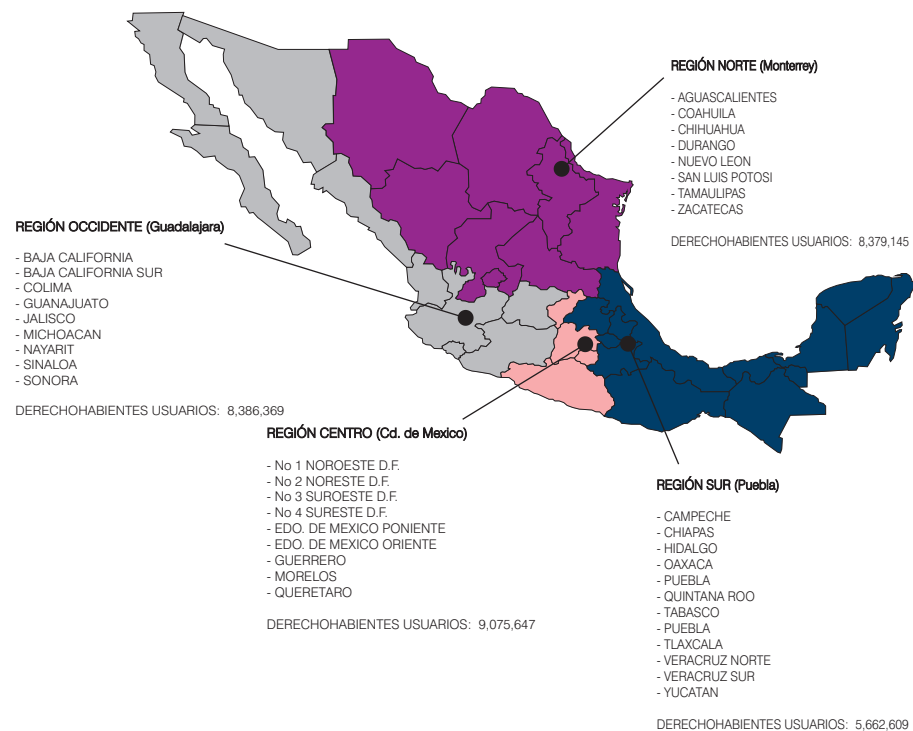 REGIÓN NORTE (Monterrey)
- AGUASCALIENTES
- COAHUILA
- CHIHUAHUA
- DURANGO
- NUEVO LEON
- SAN LUIS POTOSI
- TAMAULIPAS
- ZACATECAS
DERECHOHABIENTES USUARIOS: 8,379,145
REGIÓN OCCIDENTE (Guadalajara)
- BAJA CALIFORNIA
- BAJA CALIFORNIA SUR
- COLIMA
- GUANAJUATO
- JALISCO
- MICHOACAN
- NAYARIT
- SINALOA
- SONORA
DERECHOHABIENTES USUARIOS: 8,386,369
REGIÓN CENTRO (Cd. de Mexico)
- No 1 NOROESTE D.F.
- No 2 NORESTE D.F.
- No 3 SUROESTE D.F.
- No 4 SURESTE D.F.
- EDO. DE MEXICO PONIENTE
- EDO. DE MEXICO ORIENTE
- GUERRERO
- MORELOS
- QUERETARO
DERECHOHABIENTES USUARIOS: 9,075,647
REGIÓN SUR (Puebla)
- CAMPECHE
- CHIAPAS
- HIDALGO
- OAXACA
- PUEBLA
- QUINTANA ROO
- TABASCO
- PUEBLA
- TLAXCALA
- VERACRUZ NORTE
- VERACRUZ SUR
- YUCATAN
DERECHOHABIENTES USUARIOS: 5,662,609